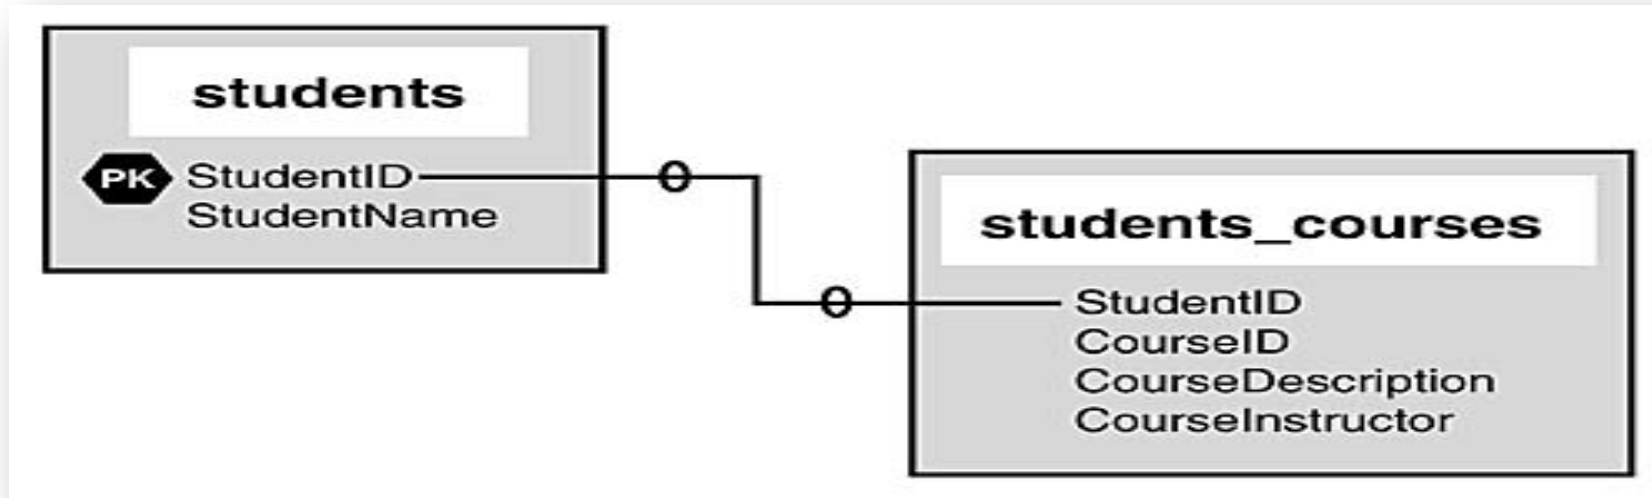 students
PK StudentID
StudentName
students_courses
StudentID
CourseID
CourseDescription
CourseInstructor